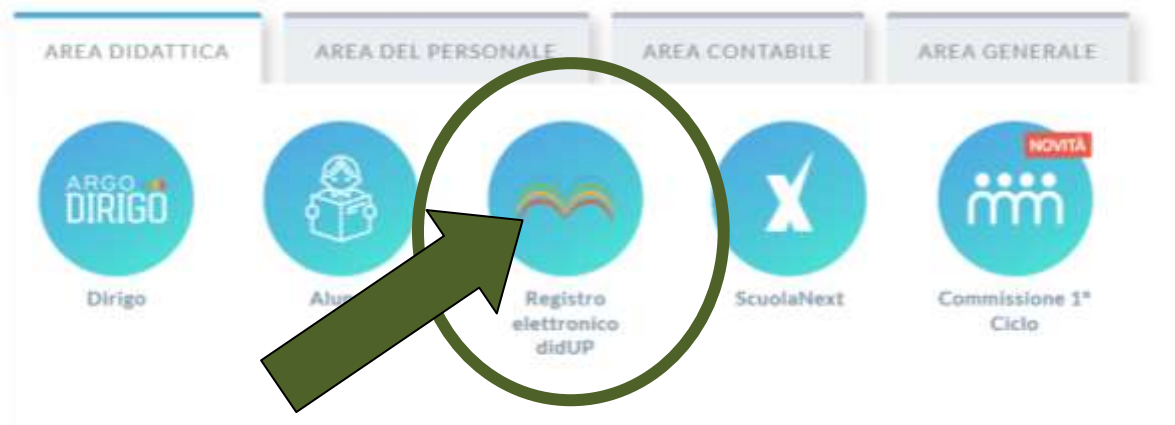 AREA DIDATTICA
AREA DEL PERSONALE
AREA CONTABILE
AREA GENERALE
ARGO
DIRIGO
NOVITÀ
Dirigo
Registro
elettronico
didUP
ScuolaNext
Commissione 1°
Ciclo